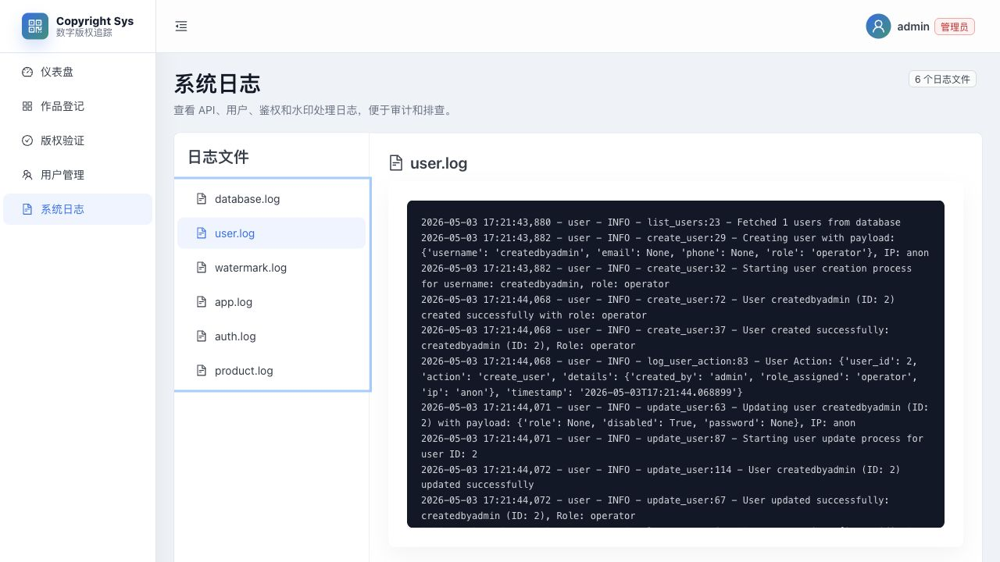 Copyright Sys
数字版权追踪
admin
管理员
仪表盘
作品登记
版权验证
用户管理
系统日志
系统日志
6 个日志文件
查看 API、用户、鉴权和水印处理日志，便于审计和排查。
日志文件
database.log
user.log
watermark.log
app.log
auth.log
product.log
user.log
2026-05-03 17:21:43,880 - user - INFO - list_users:23 - Fetched 1 users from database
2026-05-03 17:21:43,882 - user - INFO - create_user:29 - Creating user with payload:
{'username': 'createdbyadmin', 'email': None, 'phone': None, 'role': 'operator'}, IP: anon
2026-05-03 17:21:43,882 - user - INFO - create_user:32 - Starting user creation process
for username: createdbyadmin, role: operator
2026-05-03 17:21:44,068 - user - INFO - create_user:72 - User createdbyadmin (ID: 2)
created successfully with role: operator
2026-05-03 17:21:44,068 - user - INFO - create_user:37 - User created successfully:
createdbyadmin (ID: 2), Role: operator
2026-05-03 17:21:44,068 - user - INFO - log_user_action:83 - User Action: {'user_id': 2,
'action': 'create_user', 'details': {'created_by': 'admin', 'role_assigned': 'operator',
'ip': 'anon'}, 'timestamp': '2026-05-03T17:21:44.068899'}
2026-05-03 17:21:44,071 - user - INFO - update_user:63 - Updating user createdbyadmin (ID:
2) with payload: {'role': None, 'disabled': True, 'password': None}, IP: anon
2026-05-03 17:21:44,071 - user - INFO - update_user:87 - Starting user update process for
user ID: 2
2026-05-03 17:21:44,072 - user - INFO - update_user:114 - User createdbyadmin (ID: 2)
updated successfully
2026-05-03 17:21:44,072 - user - INFO - update_user:67 - User updated successfully:
createdbyadmin (ID: 2), Role: operator